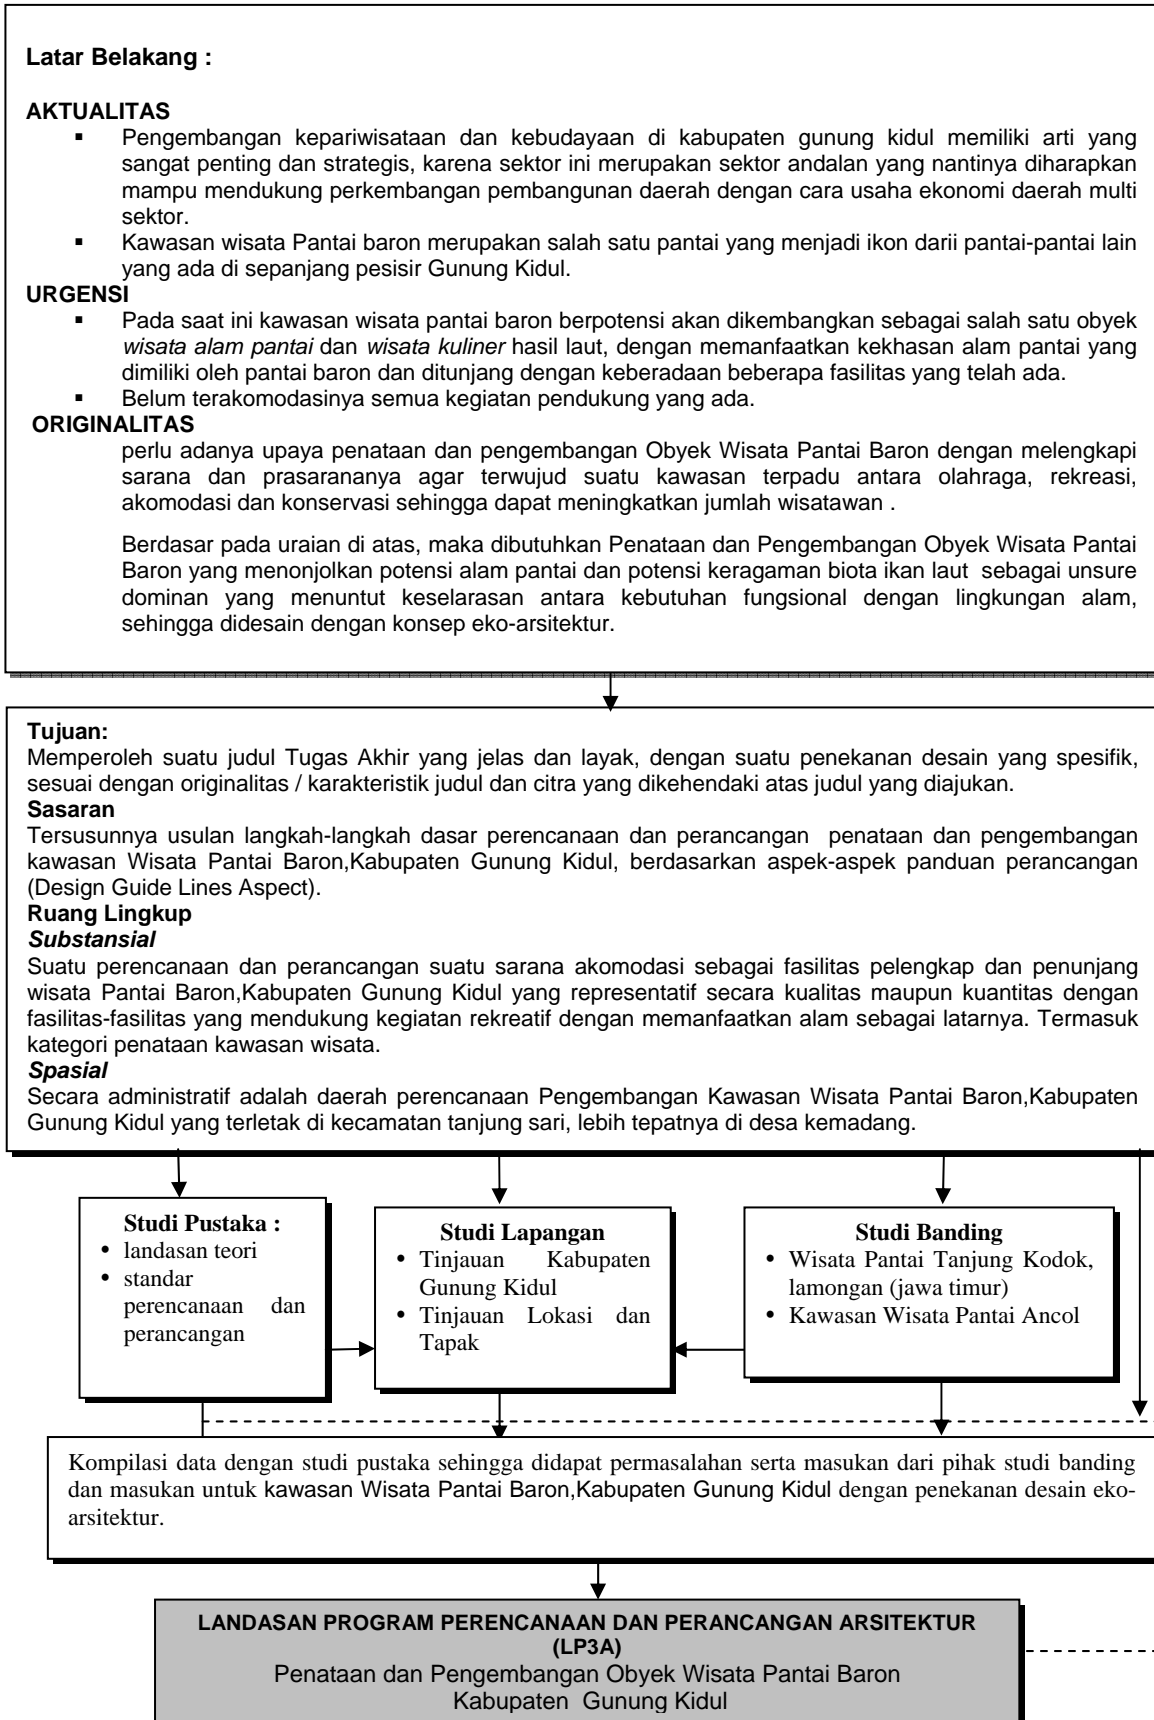 Latar Belakang :
AKTUALITAS
▪ Pengembangan kepariwisataan dan kebudayaan di kabupaten gunung kidul memiliki arti yang
sangat penting dan strategis, karena sektor ini merupakan sektor andalan yang nantinya diharapkan
mampu mendukung perkembangan pembangunan daerah dengan cara usaha ekonomi daerah multi
sektor.
▪ Kawasan wisata Pantai baron merupakan salah satu pantai yang menjadi ikon darii pantai-pantai lain
yang ada di sepanjang pesisir Gunung Kidul.
URGENSI
▪ Pada saat ini kawasan wisata pantai baron berpotensi akan dikembangkan sebagai salah satu obyek
wisata alam pantai dan wisata kuliner hasil laut, dengan memanfaatkan kekhasan alam pantai yang
dimiliki oleh pantai baron dan ditunjang dengan keberadaan beberapa fasilitas yang telah ada.
▪ Belum terakomodasinya semua kegiatan pendukung yang ada.
ORIGINALITAS
perlu adanya upaya penataan dan pengembangan Obyek Wisata Pantai Baron dengan melengkapi
sarana dan prasarananya agar terwujud suatu kawasan terpadu antara olahraga, rekreasi,
akomodasi dan konservasi sehingga dapat meningkatkan jumlah wisatawan .
Berdasar pada uraian di atas, maka dibutuhkan Penataan dan Pengembangan Obyek Wisata Pantai
Baron yang menonjolkan potensi alam pantai dan potensi keragaman biota ikan laut sebagai unsure
dominan yang menuntut keselarasan antara kebutuhan fungsional dengan lingkungan alam,
sehingga didesain dengan konsep eko-arsitektur.
Tujuan:
Memperoleh suatu judul Tugas Akhir yang jelas dan layak, dengan suatu penekanan desain yang spesifik,
sesuai dengan originalitas / karakteristik judul dan citra yang dikehendaki atas judul yang diajukan.
Sasaran
Tersusunnya usulan langkah-langkah dasar perencanaan dan perancangan penataan dan pengembangan
kawasan Wisata Pantai Baron,Kabupaten Gunung Kidul, berdasarkan aspek-aspek panduan perancangan
(Design Guide Lines Aspect).
Ruang Lingkup
Substansial
Suatu perencanaan dan perancangan suatu sarana akomodasi sebagai fasilitas pelengkap dan penunjang
wisata Pantai Baron,Kabupaten Gunung Kidul yang representatif secara kualitas maupun kuantitas dengan
fasilitas-fasilitas yang mendukung kegiatan rekreatif dengan memanfaatkan alam sebagai latarnya. Termasuk
kategori penataan kawasan wisata.
Spasial
Secara administratif adalah daerah perencanaan Pengembangan Kawasan Wisata Pantai Baron,Kabupaten
Gunung Kidul yang terletak di kecamatan tanjung sari, lebih tepatnya di desa kemadang.
Studi Pustaka :
• landasan teori
• standar
perencanaan dan
perancangan
Studi Lapangan
• Tinjauan Kabupaten
Gunung Kidul
• Tinjauan Lokasi dan
Tapak
Studi Banding
• Wisata Pantai Tanjung Kodok,
lamongan (jawa timur)
• Kawasan Wisata Pantai Ancol
Kompilasi data dengan studi pustaka sehingga didapat permasalahan serta masukan dari pihak studi banding
dan masukan untuk kawasan Wisata Pantai Baron,Kabupaten Gunung Kidul dengan penekanan desain eko-
arsitektur.
LANDASAN PROGRAM PERENCANAAN DAN PERANCANGAN ARSITEKTUR
(LP3A)
Penataan dan Pengembangan Obyek Wisata Pantai Baron
Kabupaten Gunung Kidul